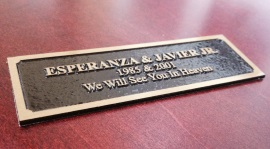 ESPERANZA & JAVIER JR.
1985 & 2001
We Will See You In Heaven